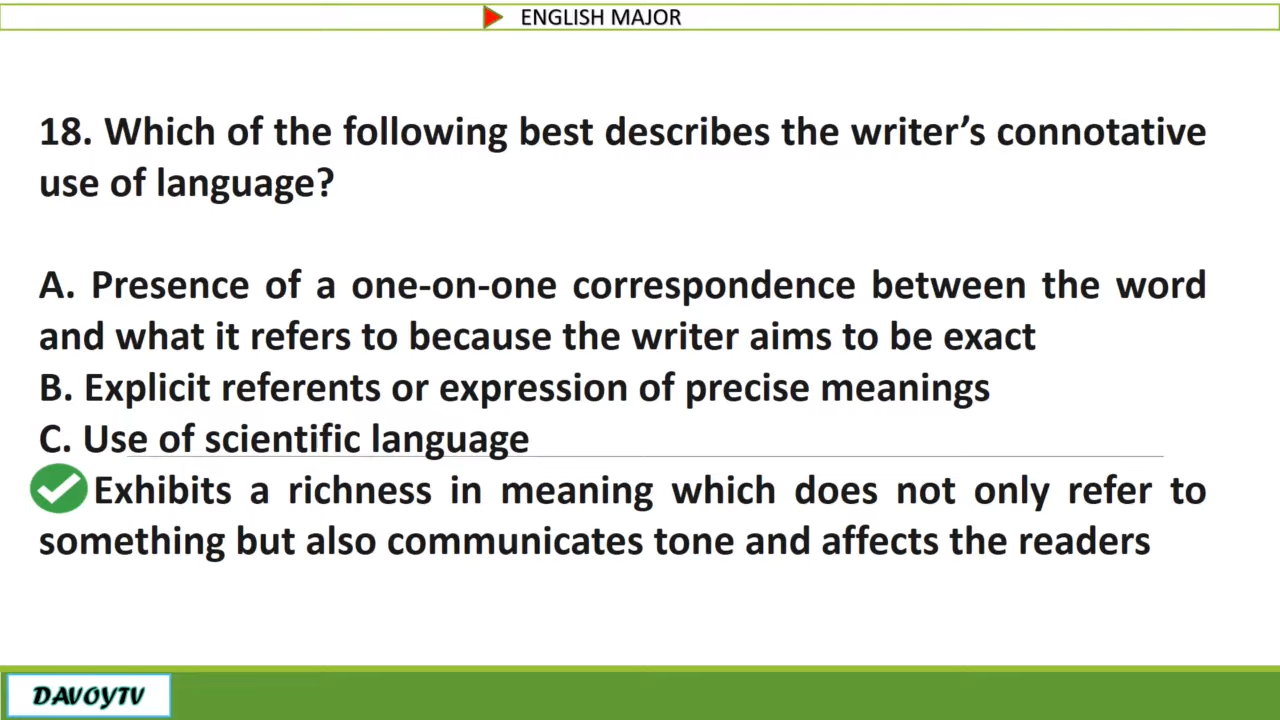 ENGLISH MAJOR
18. Which of the following best describes the writer’s connotative
use of language?
A. Presence of a one-on-one correspondence between the word
and what it refers to because the writer aims to be exact
B. Explicit referents or expression of precise meanings
C. Use of scientific language
Exhibits a richness in meaning which does not only refer to
something but also communicates tone and affects the readers
DAVOYTV